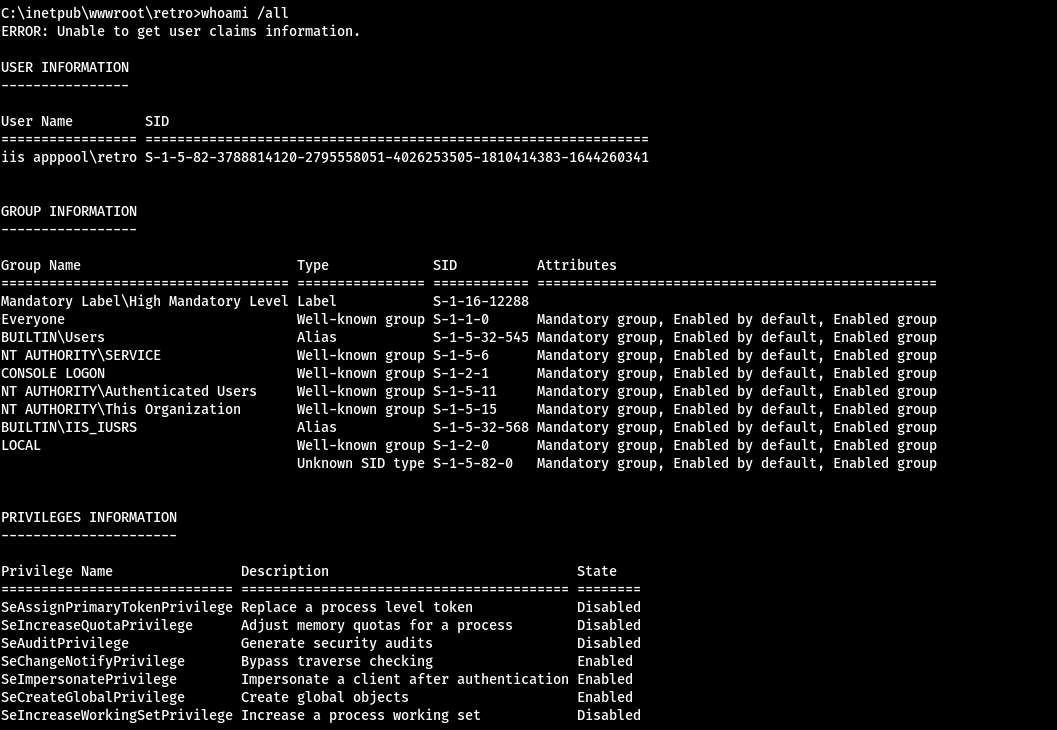 C:\inetpub\wwwroot\retro>whoami /all
ERROR: Unable to get user claims information.

USER INFORMATION
----------------

User Name         SID
================= ===============================================================
iis apppool\retro S-1-5-82-3788814120-2795558051-4026253505-1810414383-1644260341


GROUP INFORMATION
-----------------

Group Name                           Type             SID          Attributes
==================================== ================ ============ ==================================================
Mandatory Label\High Mandatory Level Label            S-1-16-12288
Everyone                             Well-known group S-1-1-0      Mandatory group, Enabled by default, Enabled group
BUILTIN\Users                        Alias            S-1-5-32-545 Mandatory group, Enabled by default, Enabled group
NT AUTHORITY\SERVICE                 Well-known group S-1-5-6      Mandatory group, Enabled by default, Enabled group
CONSOLE LOGON                        Well-known group S-1-2-1      Mandatory group, Enabled by default, Enabled group
NT AUTHORITY\Authenticated Users     Well-known group S-1-5-11     Mandatory group, Enabled by default, Enabled group
NT AUTHORITY\This Organization       Well-known group S-1-5-15     Mandatory group, Enabled by default, Enabled group
BUILTIN\IIS_IUSRS                    Alias            S-1-5-32-568 Mandatory group, Enabled by default, Enabled group
LOCAL                                Well-known group S-1-2-0      Mandatory group, Enabled by default, Enabled group
                                     Unknown SID type S-1-5-82-0   Mandatory group, Enabled by default, Enabled group


PRIVILEGES INFORMATION
----------------------

Privilege Name                Description                               State
============================= ========================================= ========
SeAssignPrimaryTokenPrivilege Replace a process level token             Disabled
SeIncreaseQuotaPrivilege      Adjust memory quotas for a process        Disabled
SeAuditPrivilege              Generate security audits                  Disabled
SeChangeNotifyPrivilege       Bypass traverse checking                  Enabled
SeImpersonatePrivilege        Impersonate a client after authentication Enabled
SeCreateGlobalPrivilege       Create global objects                     Enabled
SeIncreaseWorkingSetPrivilege Increase a process working set            Disabled